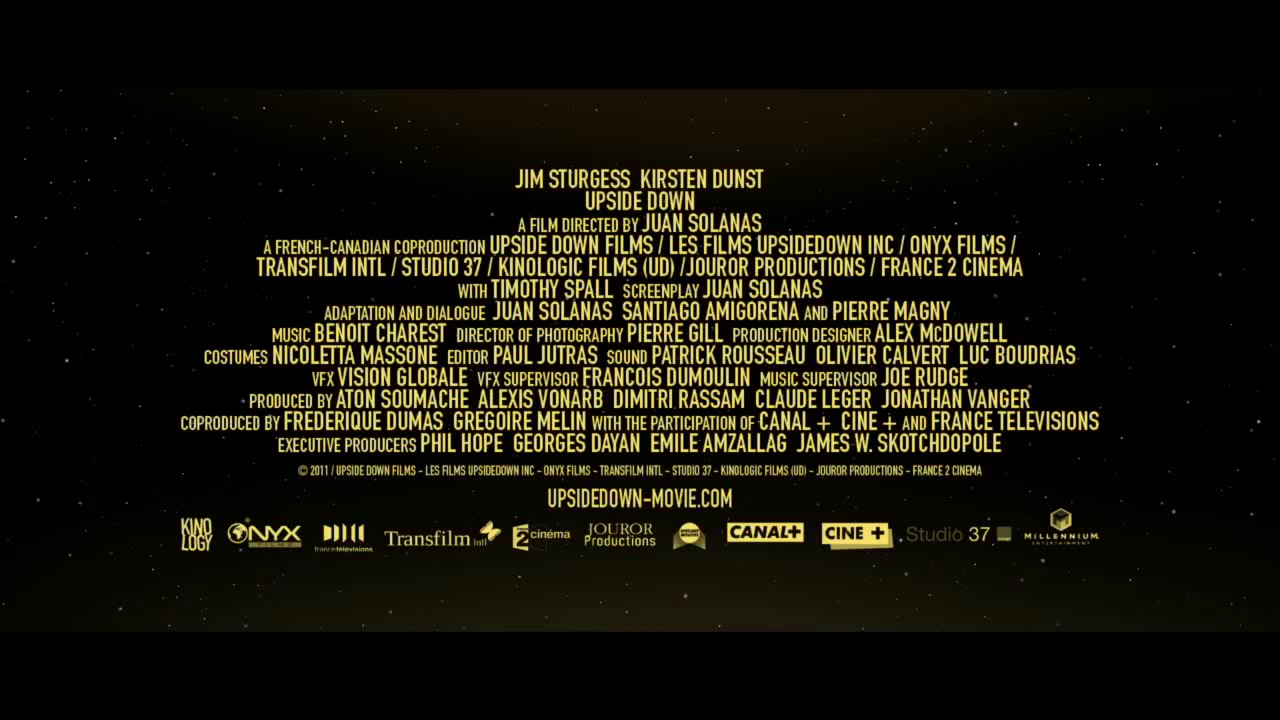 JIM STURGESS KIRSTEN DUNST
UPSIDE DOWN
A FILM DIRECTED BY JUAN SOLANAS
A FRENCH-CANADIAN COPRODUCTION UPSIDE DOWN FILMS / LES FILMS UPSIDEDOWN INC / ONYX FILMS /
TRANSFILM INTL / STUDIO 37 / KINOLOGIC FILMS (UD) /JOUROR PRODUCTIONS / FRANCE 2 CINEMA
WITH TIMOTHY SPALL SCREENPLAY JUAN SOLANAS
ADAPTATION AND DIALOGUE JUAN SOLANAS SANTIAGO AMIGORENA AND PIERRE MAGNY
MUSIC BENOIT CHAREST DIRECTOR OF PHOTOGRAPHY PIERRE GILL PRODUCTION DESIGNER ALEX McDOWELL
COSTUMES NICOLETTA MASSONE EDITOR PAUL JUTRAS SOUND PATRICK ROUSSEAU OLIVIER CALVERT LUC BOUDRIAS
VFX VISION GLOBALE VFX SUPERVISOR FRANCOIS DUMOULIN MUSIC SUPERVISOR JOE RUDGE
PRODUCED BY ATON SOUMACHE ALEXIS VONARB DIMITRI RASSAM CLAUDE LEGER JONATHAN VANGER
COPRODUCED BY FREDERIQUE DUMAS GREGOIRE MELIN WITH THE PARTICIPATION OF CANAL + CINE + AND FRANCE TELEVISIONS
EXECUTIVE PRODUCERS PHIL HOPE GEORGES DAYAN EMILE AMZALLAG JAMES W. SKOTCHDOPOLE
© 2011 / UPSIDE DOWN FILMS – LES FILMS UPSIDEDOWN INC – ONYX FILMS – TRANSFILM INTL – STUDIO 37 – KINOLOGIC FILMS (UD) – JOUROR PRODUCTIONS – FRANCE 2 CINEMA
UPSIDEDOWN-MOVIE.COM
KINOLOGY ONYX FILMS francetélévisions Transfilm intl 2 cinéma JOUROR Productions CANAL+ CINE + Studio 37 MILLENNIUM ENTERTAINMENT